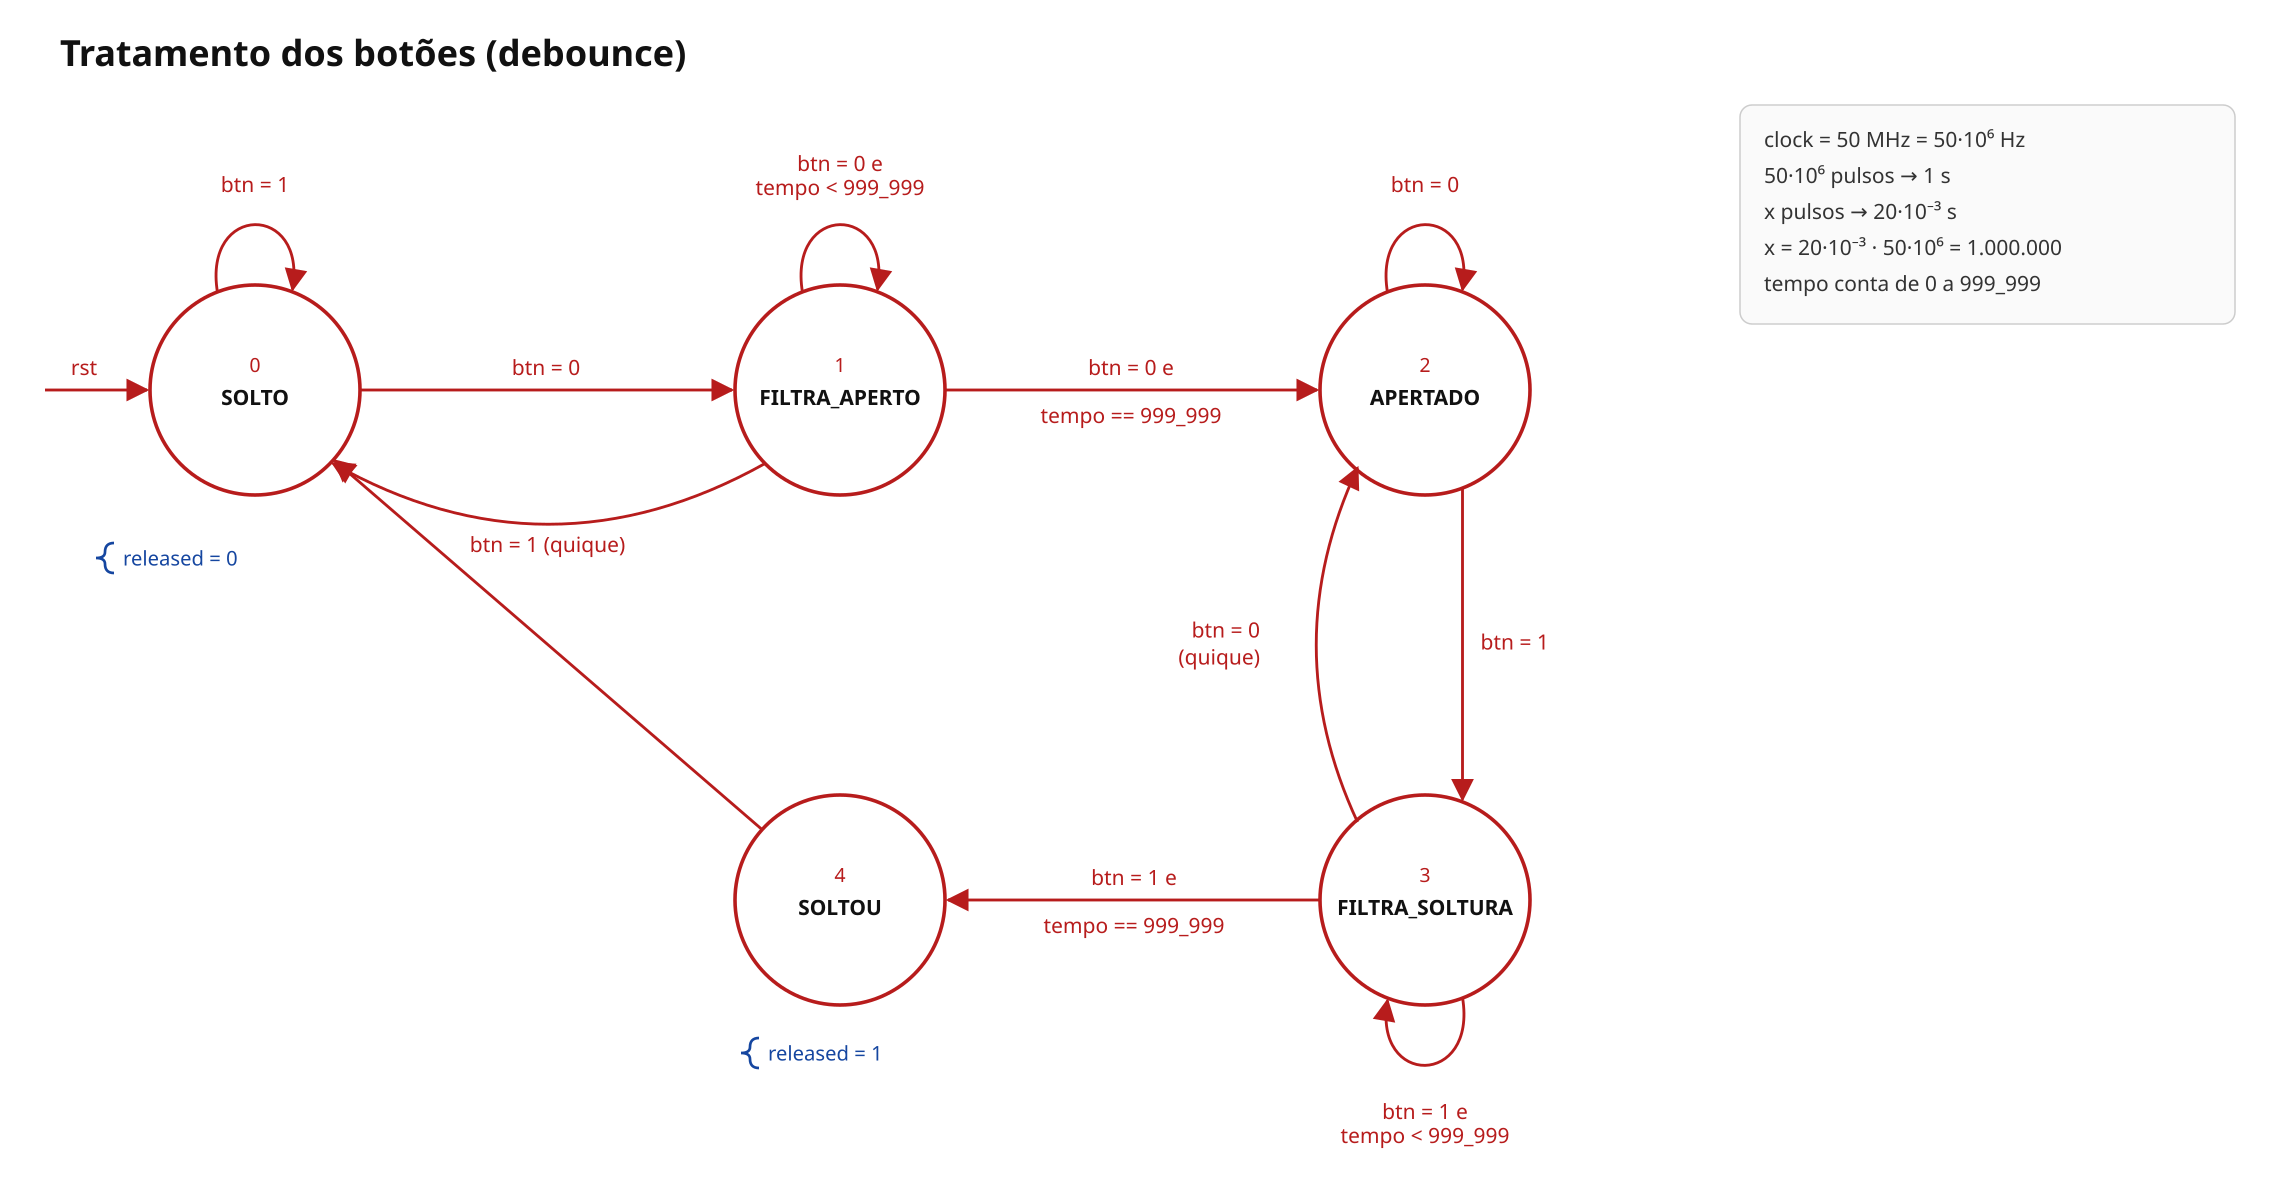 Tratamento dos botões (debounce)
clock = 50 MHz = 50·10⁶ Hz
50·10⁶ pulsos → 1 s
x pulsos → 20·10⁻³ s
x = 20·10⁻³ · 50·10⁶ = 1.000.000
tempo conta de 0 a 999_999
btn = 1
btn = 0 e
tempo < 999_999
btn = 0
rst
0
SOLTO
btn = 0
1
FILTRA_APERTO
btn = 0 e
tempo == 999_999
2
APERTADO
btn = 1 (quique)
released = 0
btn = 0
(quique)
btn = 1
4
SOLTOU
btn = 1 e
tempo == 999_999
3
FILTRA_SOLTURA
released = 1
btn = 1 e
tempo < 999_999